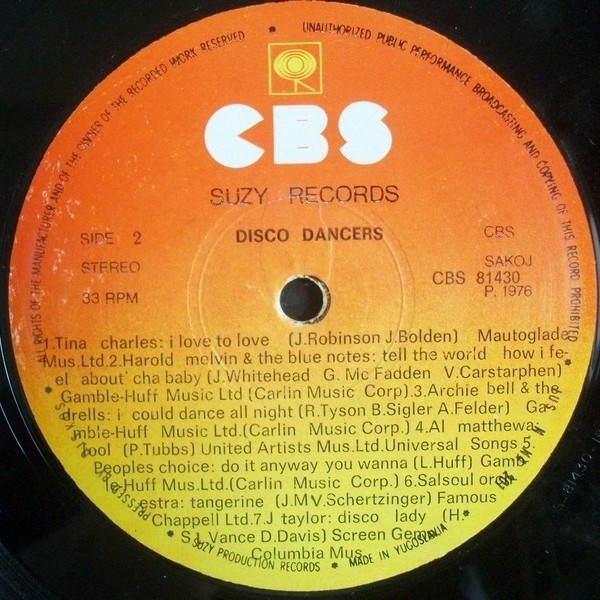 ALL RIGHTS OF THE MANUFACTURER AND OF THE OWNER OF THE RECORDED WORK RESERVED * UNAUTHORIZED PUBLIC PERFORMANCE BROADCASTING AND COPYING OF THIS RECORD PROHIBITED
CBS
SUZY RECORDS
SIDE 2
DISCO DANCERS
CBS
STEREO
SAKOJ
CBS 81430
33 RPM
P. 1976
1.Tina charles: i love to love (J.Robinson J.Bolden) Mautoglade
Mus.Ltd.2.Harold melvin & the blue notes: tell the world how i fe-
el about' cha baby (J.Whitehead G. Mc Fadden V.Carstarphen)
Gamble-Huff Music Ltd (Carlin Music Corp).3.Archie bell & the
drells: i could dance all night (R.Tyson B.Sigler A.Felder) Ga
mble-Huff Music Ltd.(Carlin Music Corp.) 4.Al matthewa:
fool (P.Tubbs) United Artists Mus.Ltd.Universal Songs 5.
Peoples choice: do it anyway you wanna (L.Huff) Gamb
Huff Music Ltd.(Carlin Music Corp.) 6.Salsoul orch
estra: tangerine (J.M V.Schertzinger) Famous
Chappell Ltd.7.J taylor: disco lady (H.
S.L Vance D.Davis) Screen Gems
Columbia Mus.
PRESSED BY
SUZY PRODUCTION RECORDS * MADE IN YUGOSLAVIA *